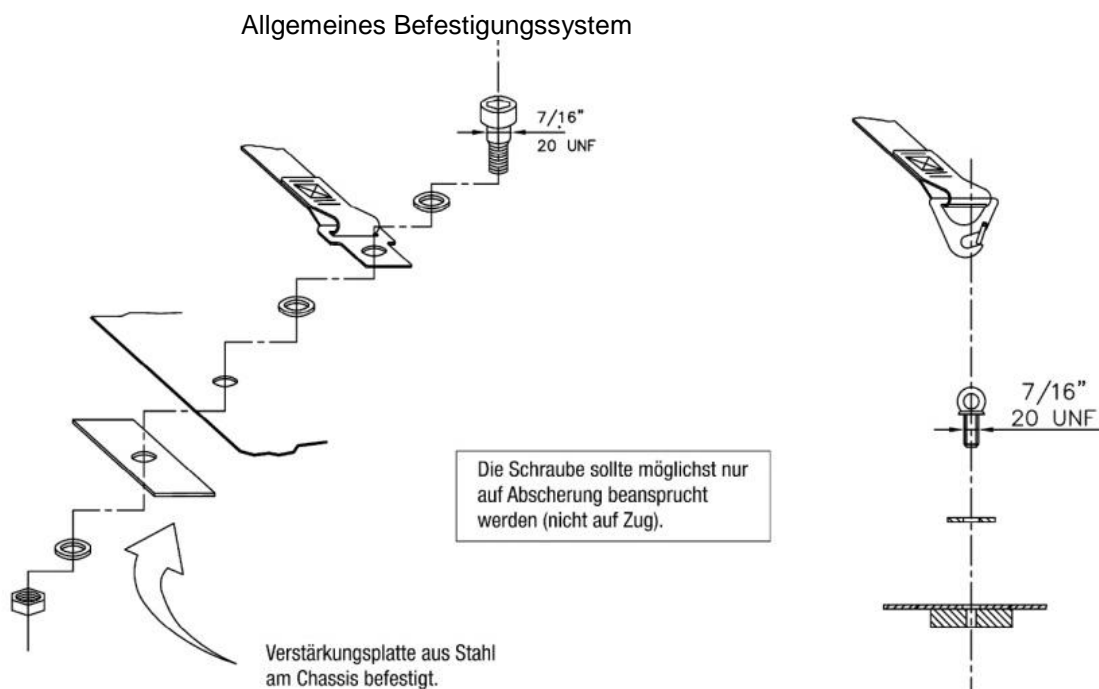 Allgemeines Befestigungssystem
7/16"
20 UNF
7/16"
20 UNF
Die Schraube sollte möglichst nur
auf Abscherung beansprucht
werden (nicht auf Zug).
Verstärkungsplatte aus Stahl
am Chassis befestigt.